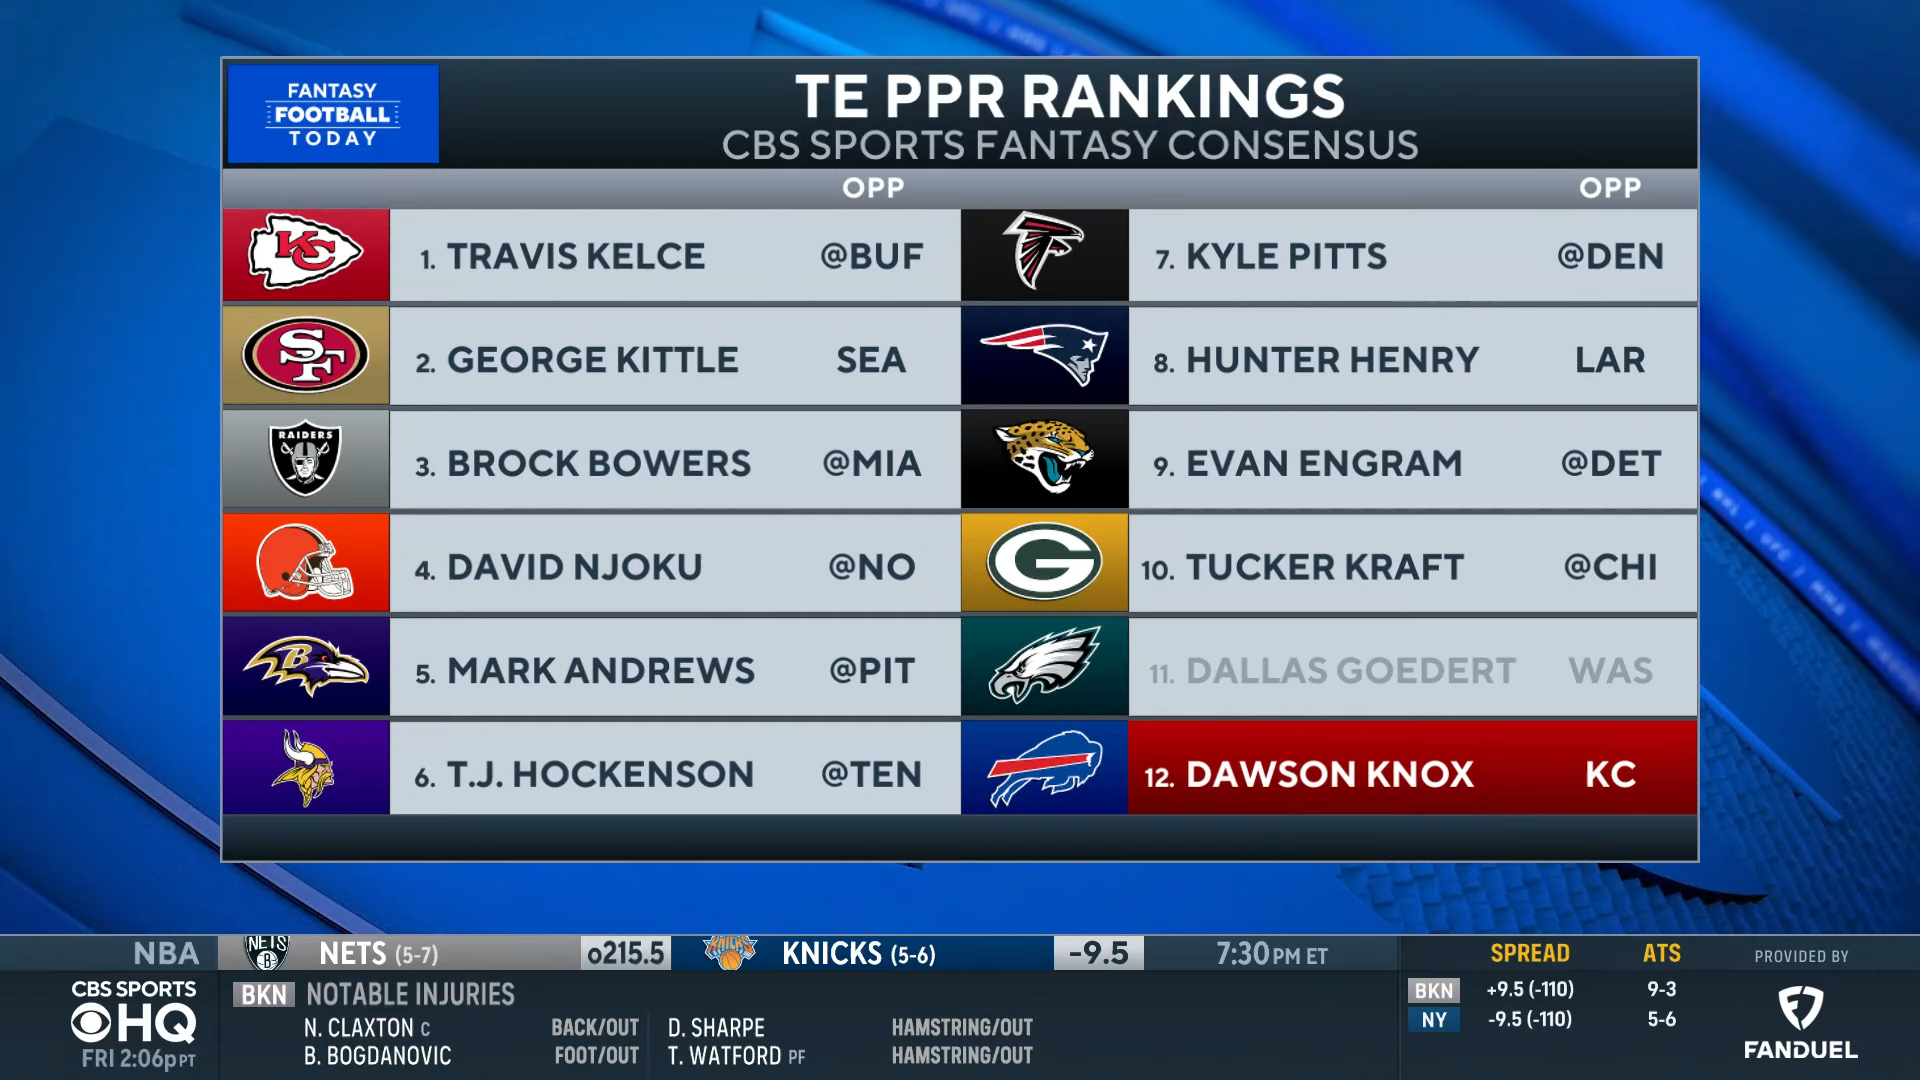 FANTASY
FOOTBALL
TODAY
TE PPR RANKINGS
CBS SPORTS FANTASY CONSENSUS
OPP
OPP
KC
1. TRAVIS KELCE @BUF
7. KYLE PITTS @DEN
SF
2. GEORGE KITTLE SEA
8. HUNTER HENRY LAR
RAIDERS
3. BROCK BOWERS @MIA
9. EVAN ENGRAM @DET
4. DAVID NJOKU @NO
G
10. TUCKER KRAFT @CHI
B
5. MARK ANDREWS @PIT
11. DALLAS GOEDERT WAS
6. T.J. HOCKENSON @TEN
12. DAWSON KNOX KC
NBA
NETS
B
NETS (5-7) o215.5
KNICKS
KNICKS (5-6) -9.5
7:30PM ET
SPREAD ATS
PROVIDED BY
CBS SPORTS
HQ
FRI 2:06p PT
BKN NOTABLE INJURIES
N. CLAXTON C BACK/OUT
D. SHARPE HAMSTRING/OUT
B. BOGDANOVIC FOOT/OUT
T. WATFORD PF HAMSTRING/OUT
BKN +9.5 (-110) 9-3
NY -9.5 (-110) 5-6
FANDUEL